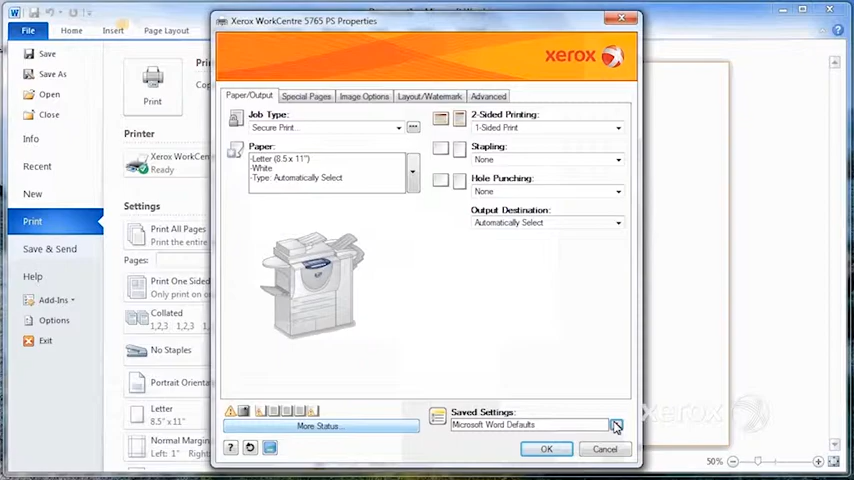 Xerox WorkCentre 5765 PS Properties
xerox
File
Home
Insert
Page Layout
Save
Save As
Open
Close
Info
Recent
New
Print
Save & Send
Help
Add-Ins
Options
Exit
Print
Printer
Xerox WorkCen
Ready
Settings
Print All Pages
Print the entire
Pages:
Print One Sided
Only print on
Collated
1,2,3 1,2,3 1,2
No Staples
Portrait Orienta
Letter
8.5" x 11"
Normal Margin
Left: 1" Right:
Paper/Output
Special Pages
Image Options
Layout/Watermark
Advanced
Job Type:
Secure Print...
Paper:
-Letter (8.5 x 11")
-White
-Type: Automatically Select
2-Sided Printing:
1-Sided Print
Stapling:
None
Hole Punching:
None
Output Destination:
Automatically Select
More Status...
Saved Settings:
Microsoft Word Defaults
OK
Cancel
xerox
50%